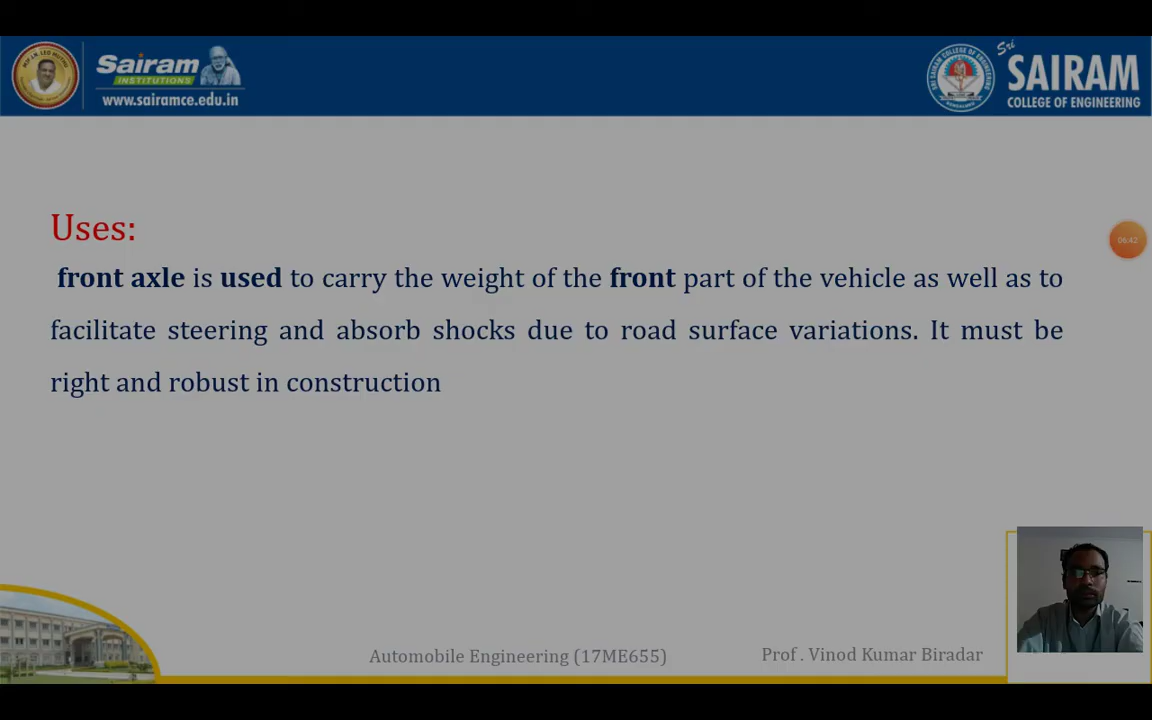 Sairam
INSTITUTIONS
www.sairamce.edu.in
Sri
SAIRAM
COLLEGE OF ENGINEERING
Uses:
front axle is used to carry the weight of the front part of the vehicle as well as to
facilitate steering and absorb shocks due to road surface variations. It must be
right and robust in construction
06:42
Automobile Engineering (17ME655)
Prof . Vinod Kumar Biradar